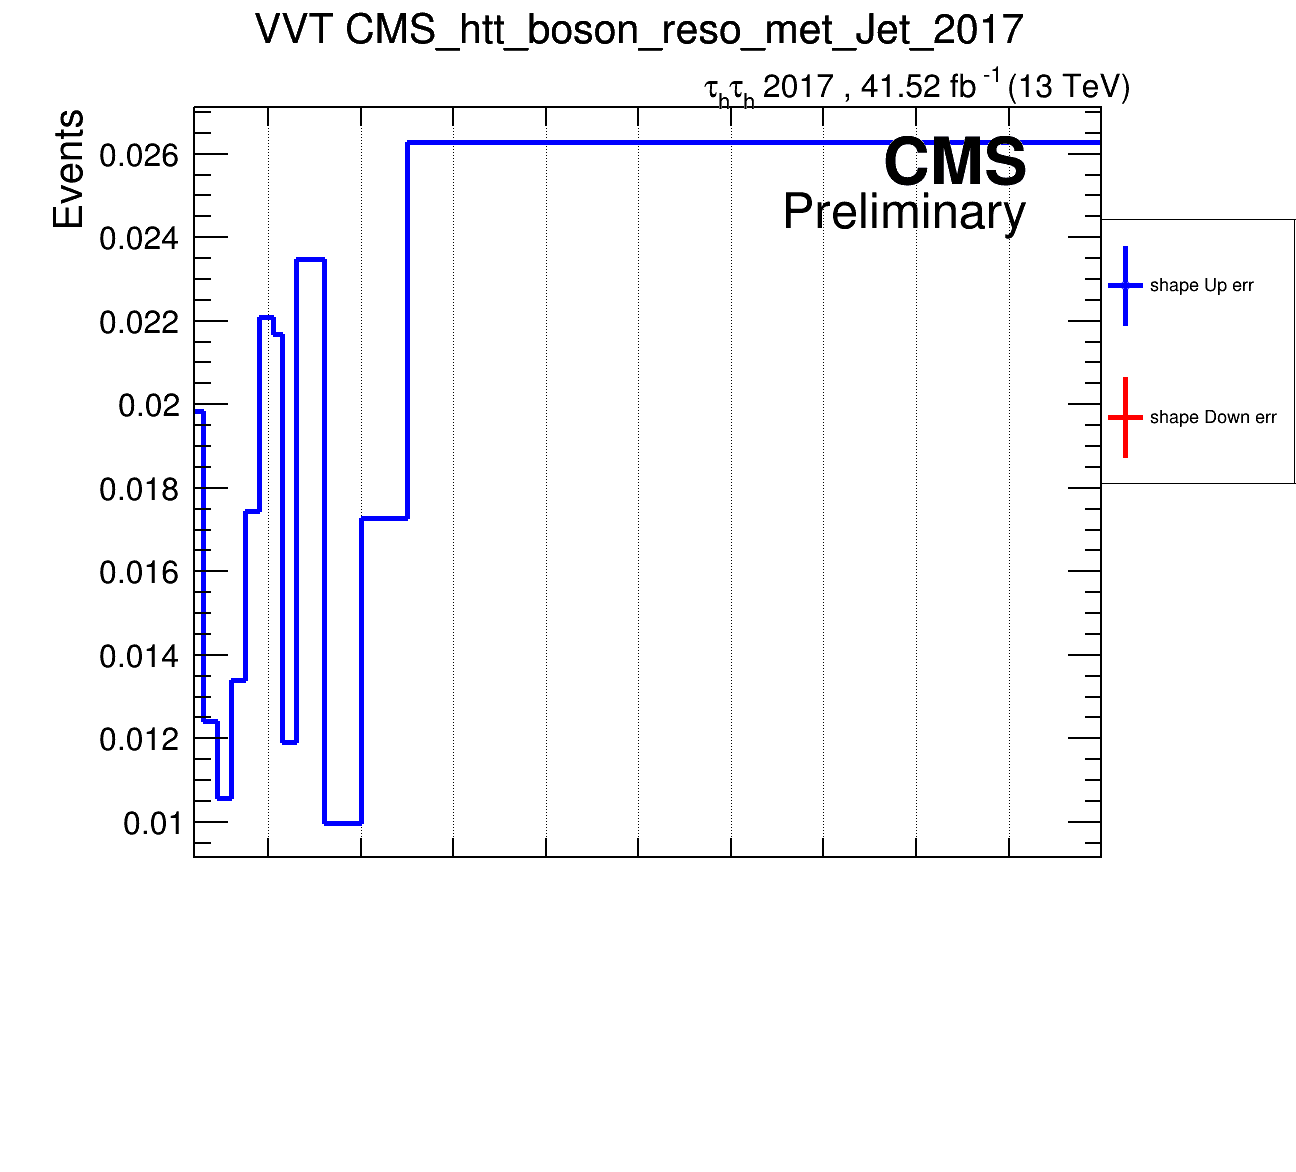 VVT CMS_htt_boson_reso_met_Jet_2017
τhτh 2017 , 41.52 fb -1 (13 TeV)
Events
CMS
Preliminary
0.026
0.024
0.022
0.02
0.018
0.016
0.014
0.012
0.01
shape Up err
shape Down err